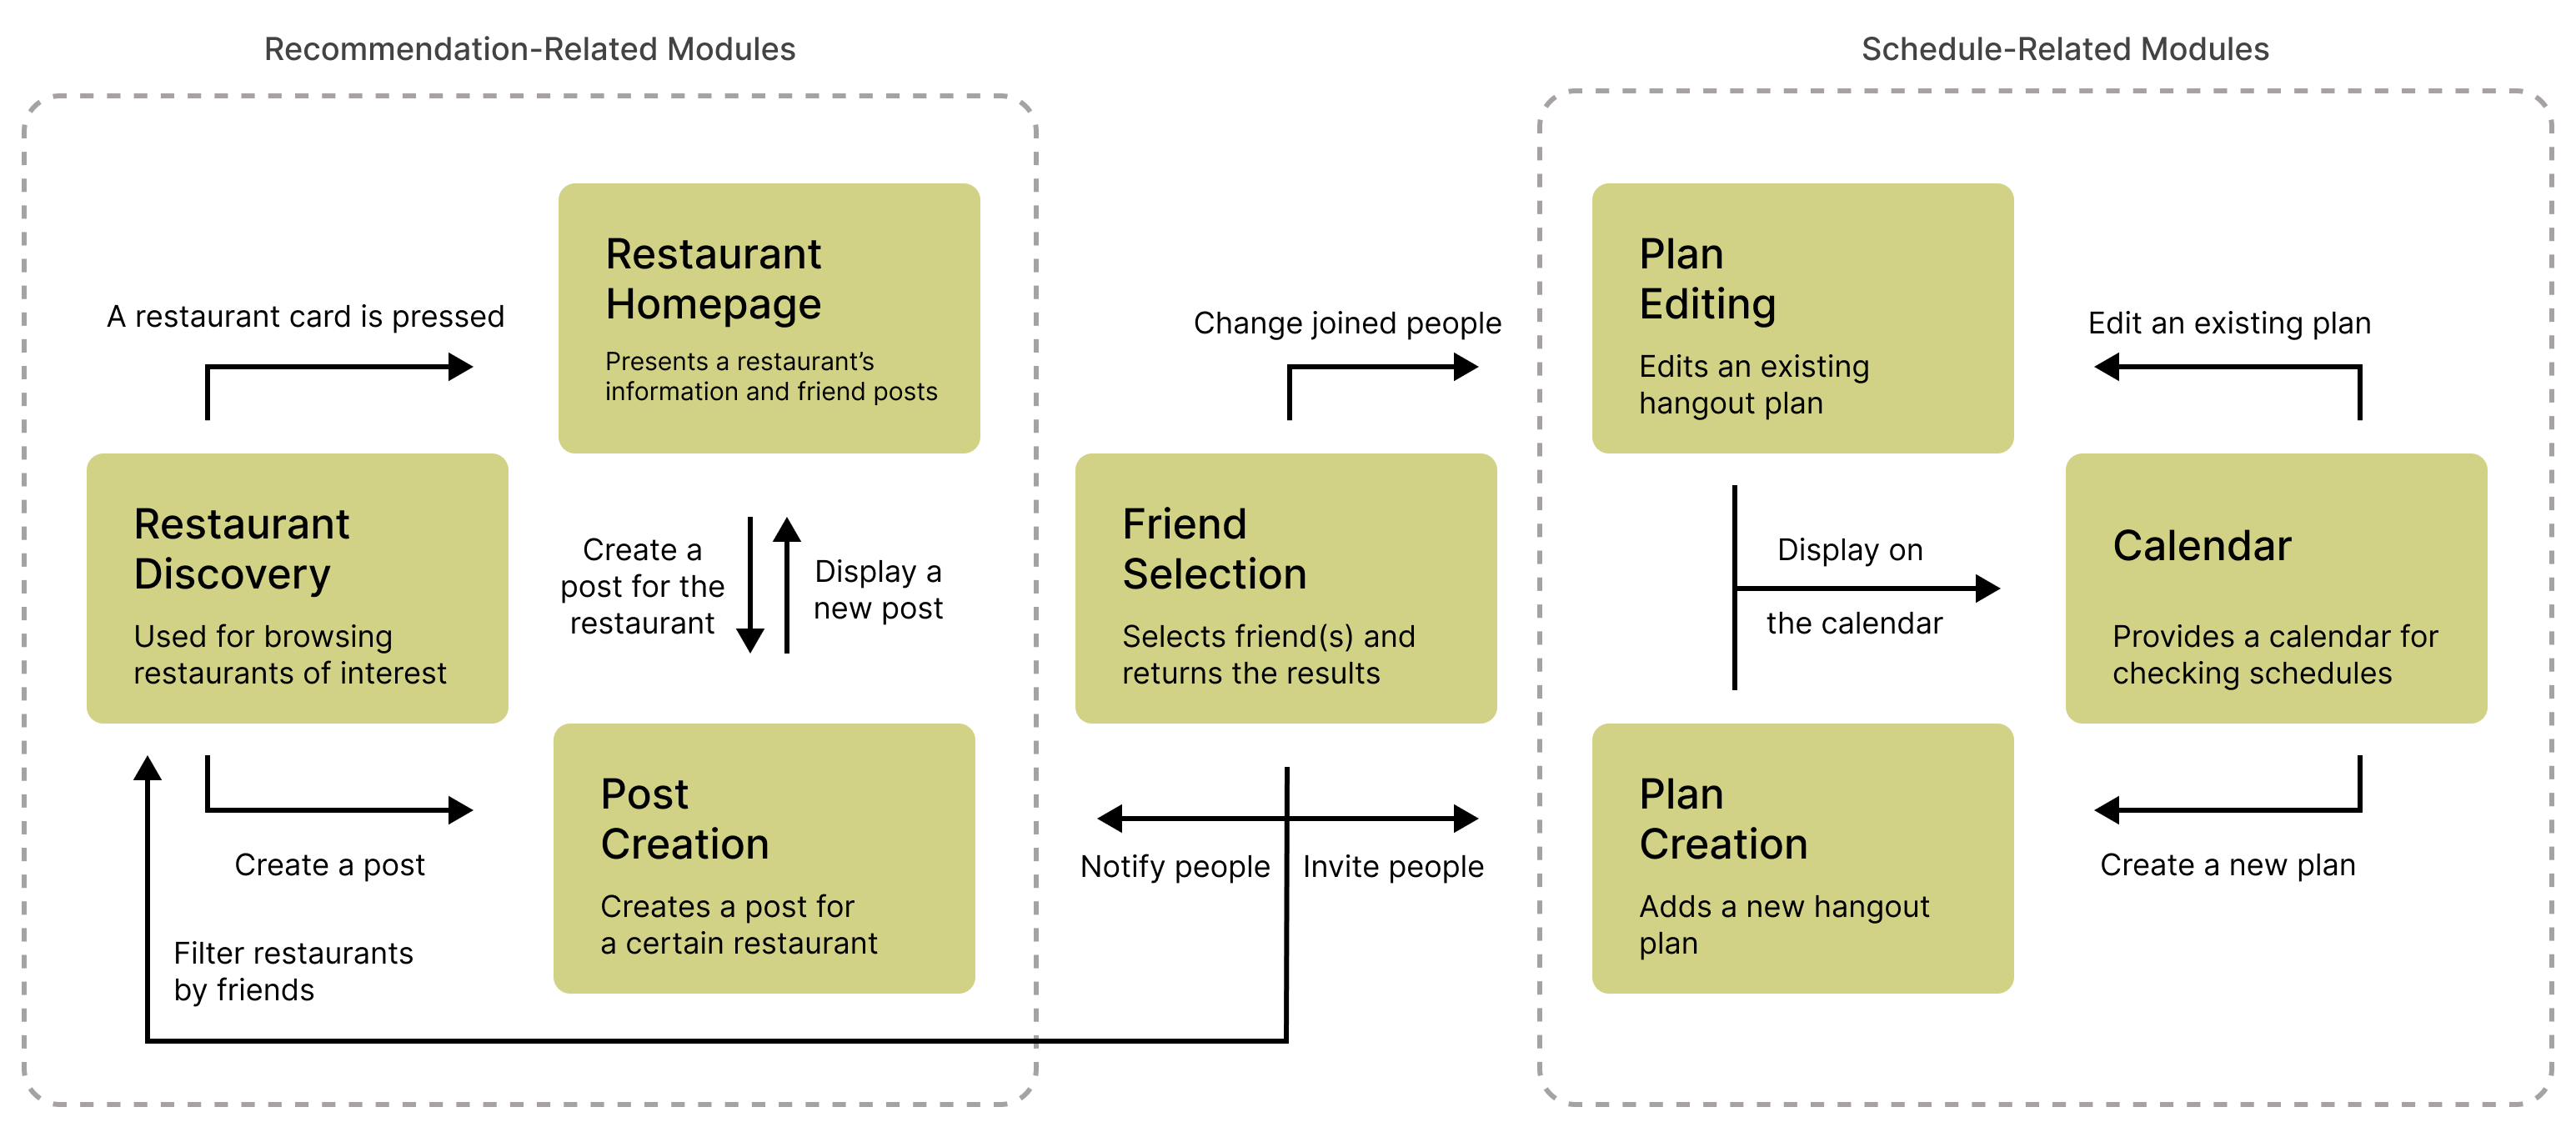 Recommendation-Related Modules
Schedule-Related Modules
A restaurant card is pressed
Restaurant
Homepage
Presents a restaurant’s
information and friend posts
Restaurant
Discovery
Used for browsing
restaurants of interest
Create a
post for the
restaurant
Display a
new post
Create a post
Post
Creation
Creates a post for
a certain restaurant
Filter restaurants
by friends
Change joined people
Friend
Selection
Selects friend(s) and
returns the results
Notify people
Invite people
Plan
Editing
Edits an existing
hangout plan
Edit an existing plan
Display on
the calendar
Calendar
Provides a calendar for
checking schedules
Plan
Creation
Adds a new hangout
plan
Create a new plan